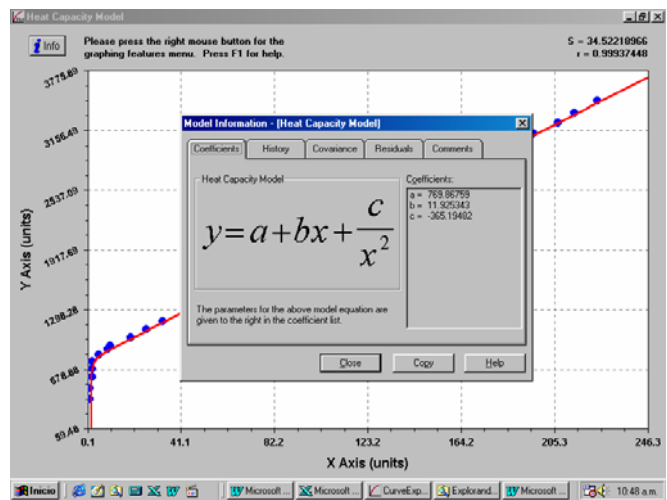 Heat Capacity Model
Info
Please press the right mouse button for the
graphing features menu. Press F1 for help.
S = 34.52218966
r = 0.99937448
Y Axis (units)
3775.89
3156.49
2537.09
1917.69
1298.28
678.88
59.48
Model Information - [Heat Capacity Model]
Coefficients History Covariance Residuals Comments
Heat Capacity Model
y=a+bx+c/x²
The parameters for the above model equation are
given to the right in the coefficient list.
Coefficients:
a = 769.86759
b = 11.925343
c = -365.19482
Close Copy Help
0.1 41.1 82.2 123.2 164.2 205.3 246.3
X Axis (units)
Inicio Microsoft ... Microsoft ... CurveExp... Explorand... Microsoft ... 10:48 a.m.